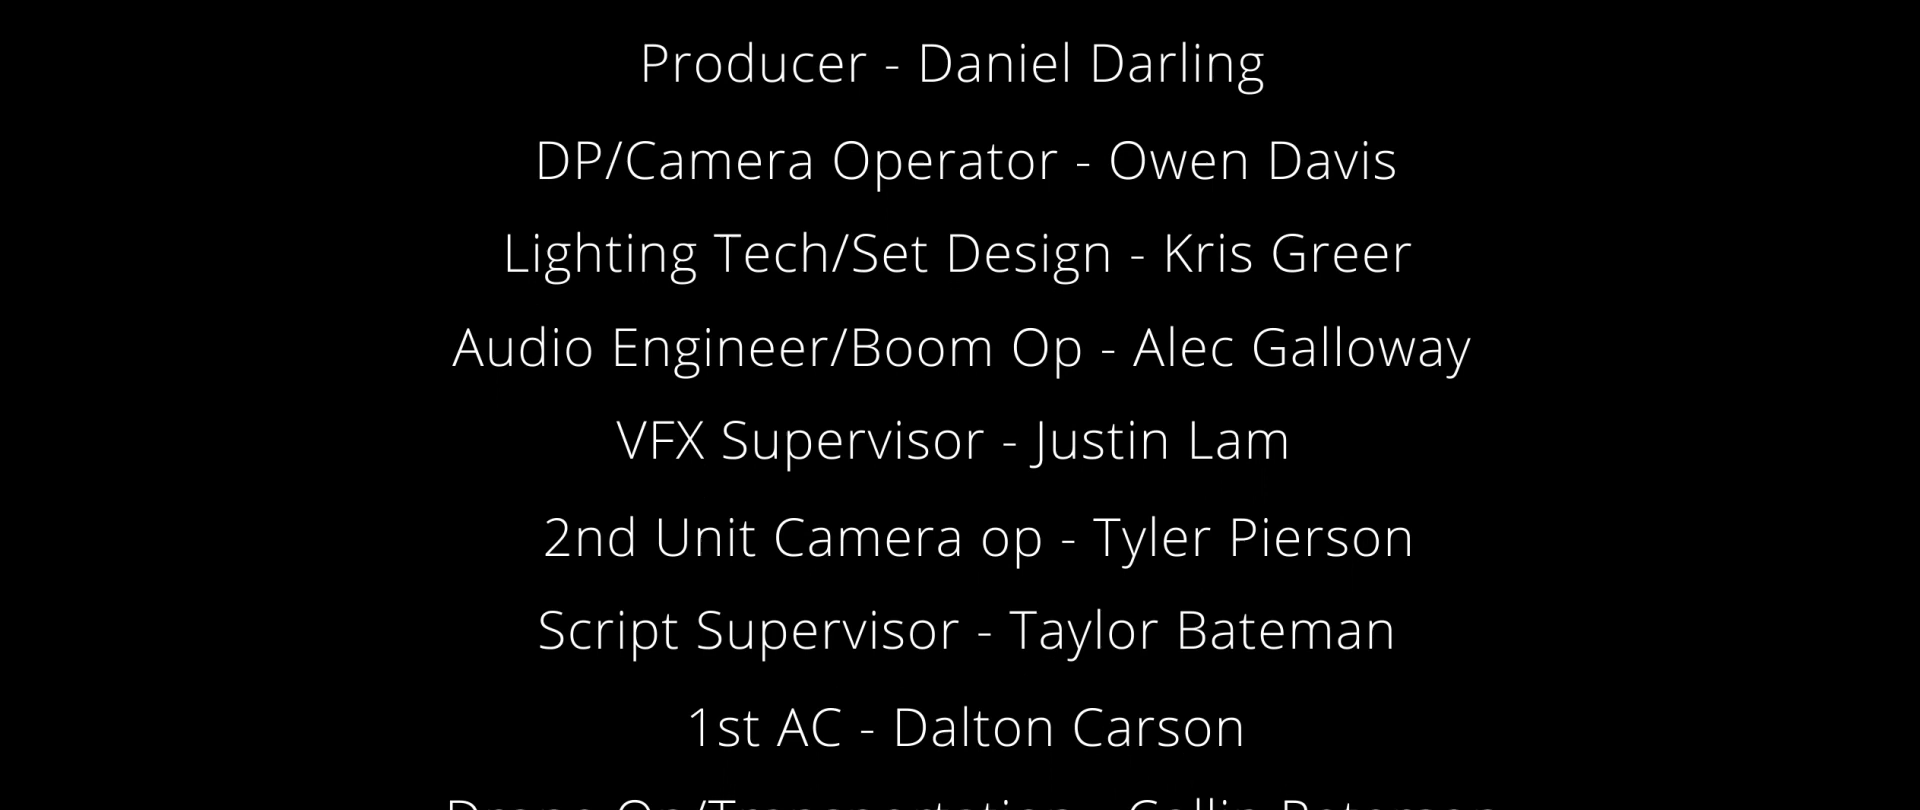 Producer - Daniel Darling
DP/Camera Operator - Owen Davis
Lighting Tech/Set Design - Kris Greer
Audio Engineer/Boom Op - Alec Galloway
VFX Supervisor - Justin Lam
2nd Unit Camera op - Tyler Pierson
Script Supervisor - Taylor Bateman
1st AC - Dalton Carson